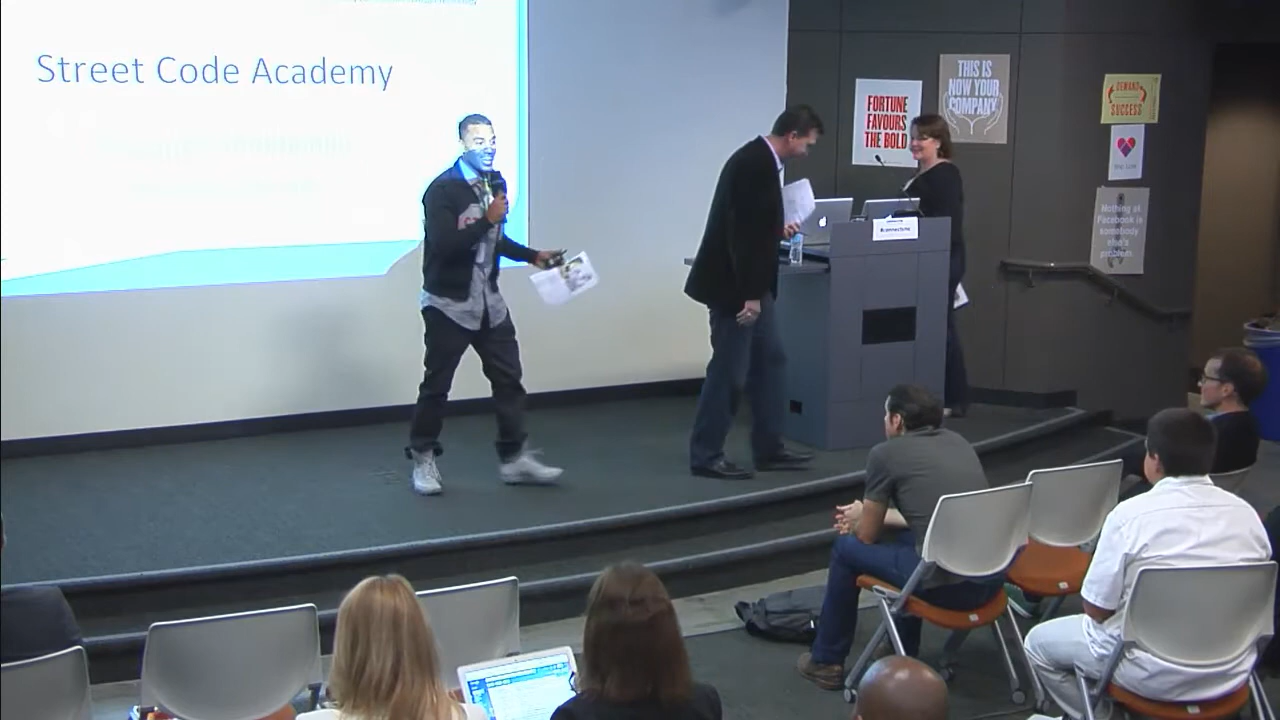 Street Code Academy
FORTUNE
FAVOURS
THE BOLD
THIS IS
NOW YOUR
COMPANY
DEMAND
SUCCESS
Nothing at
Facebook is
somebody
else's
problem.